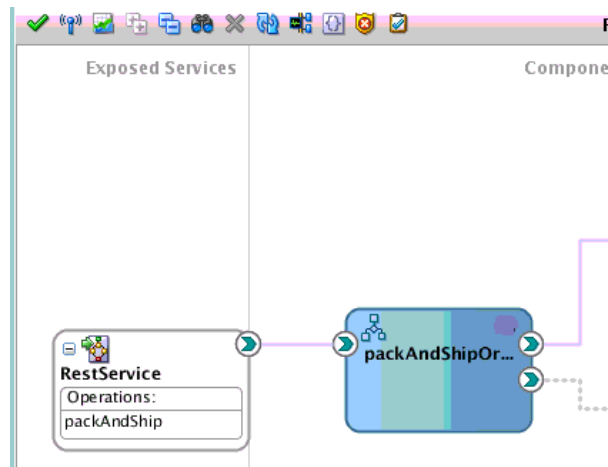 Exposed Services
Compone
RestService
Operations:
packAndShip
packAndShipOr...